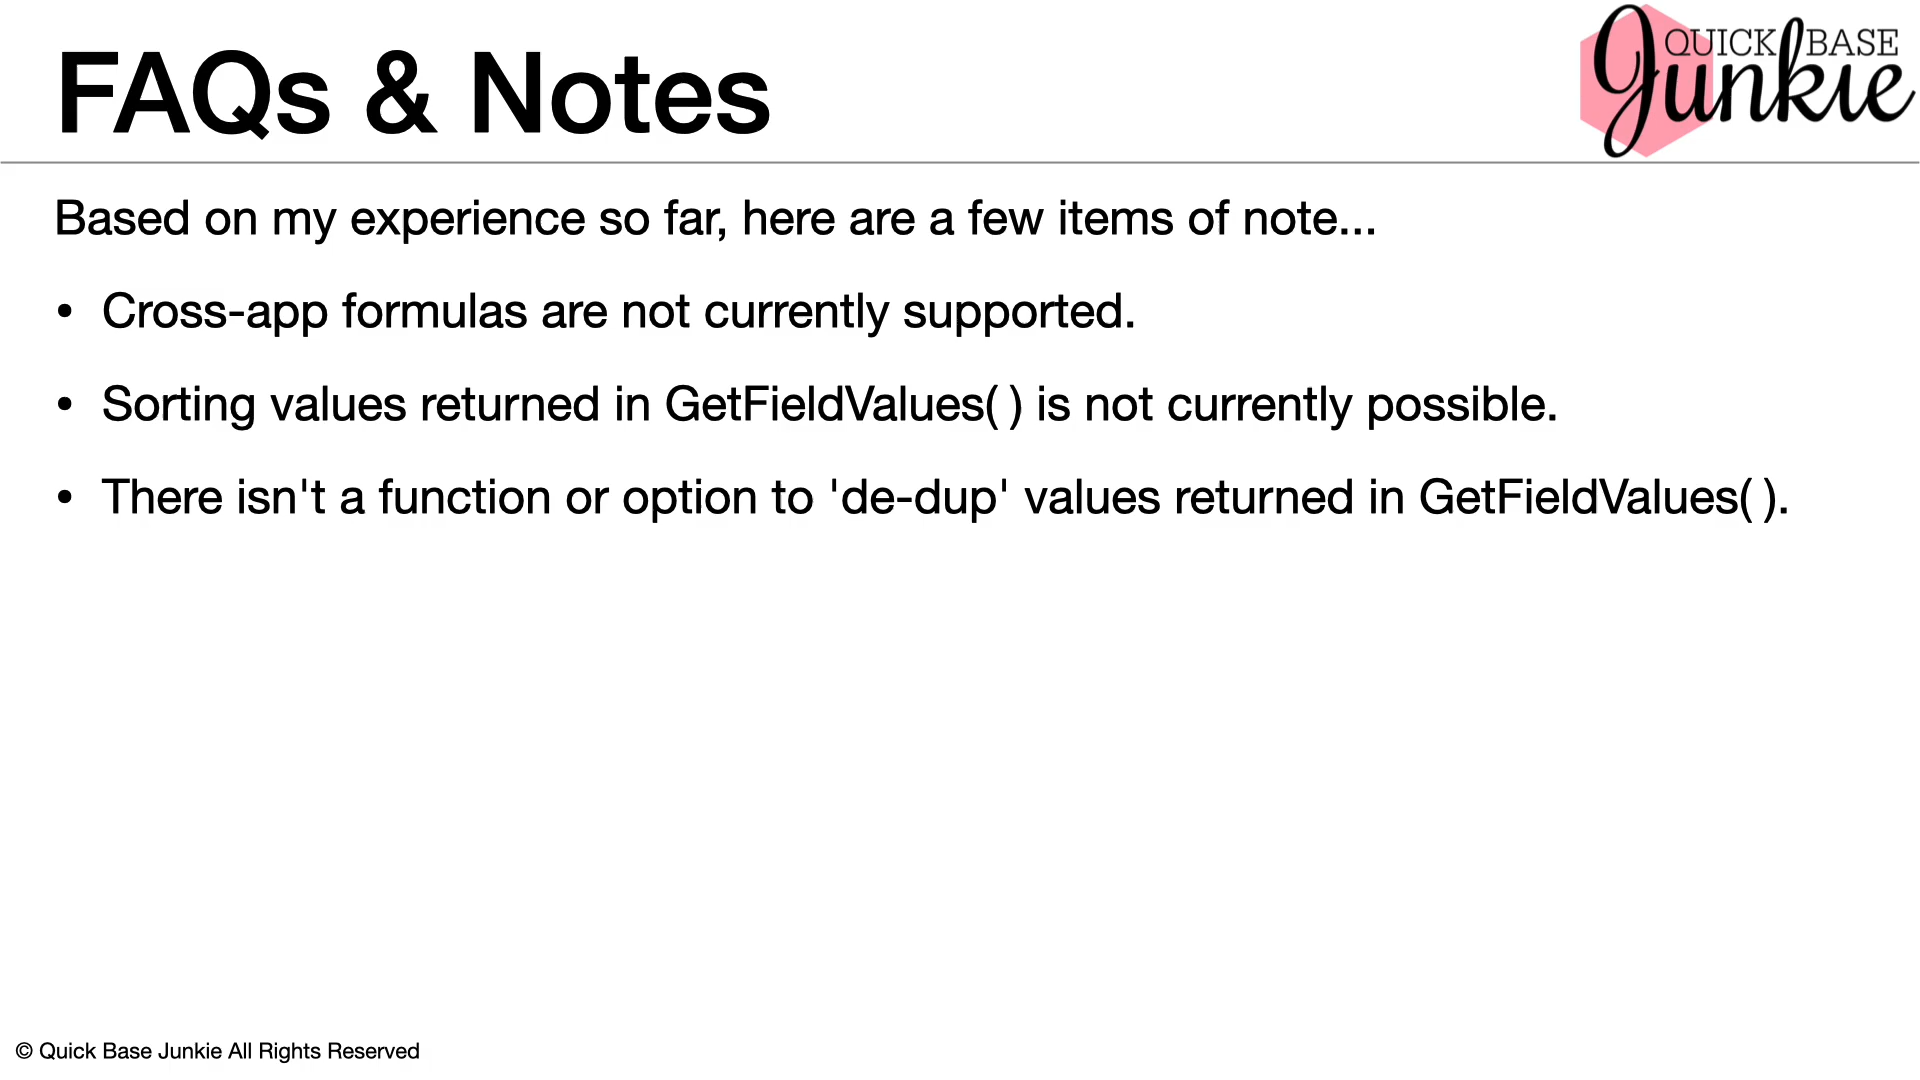 FAQs & Notes
QUICK BASE
Junkie
Based on my experience so far, here are a few items of note...
• Cross-app formulas are not currently supported.
• Sorting values returned in GetFieldValues( ) is not currently possible.
• There isn't a function or option to 'de-dup' values returned in GetFieldValues( ).
© Quick Base Junkie All Rights Reserved